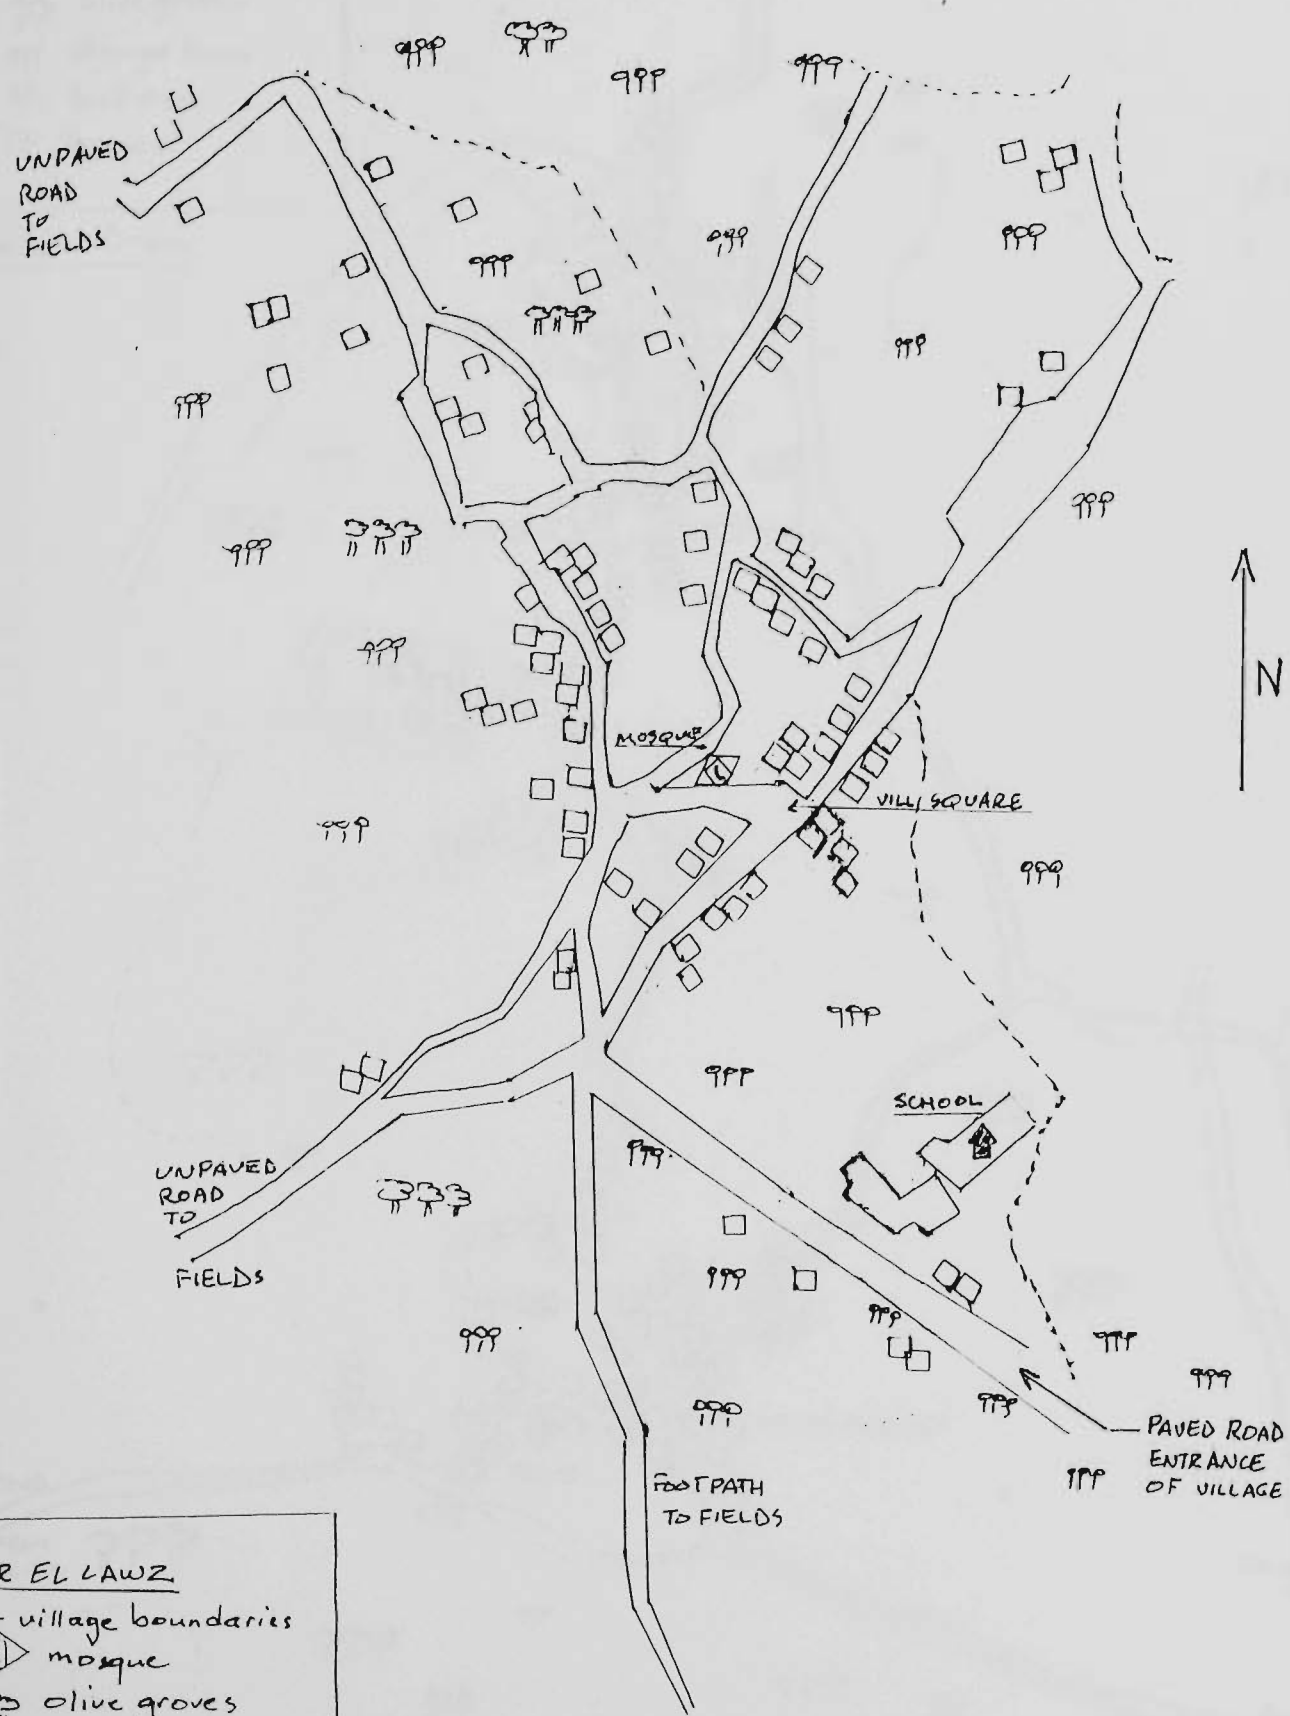 UNPAVED
ROAD
TO
FIELDS
N
MOSQUE
VILL, SQUARE
SCHOOL
UNPAVED
ROAD
TO
FIELDS
PAVED ROAD
ENTRANCE
OF VILLAGE
FOOTPATH
TO FIELDS
R EL LAWZ
village boundaries
mosque
olive groves